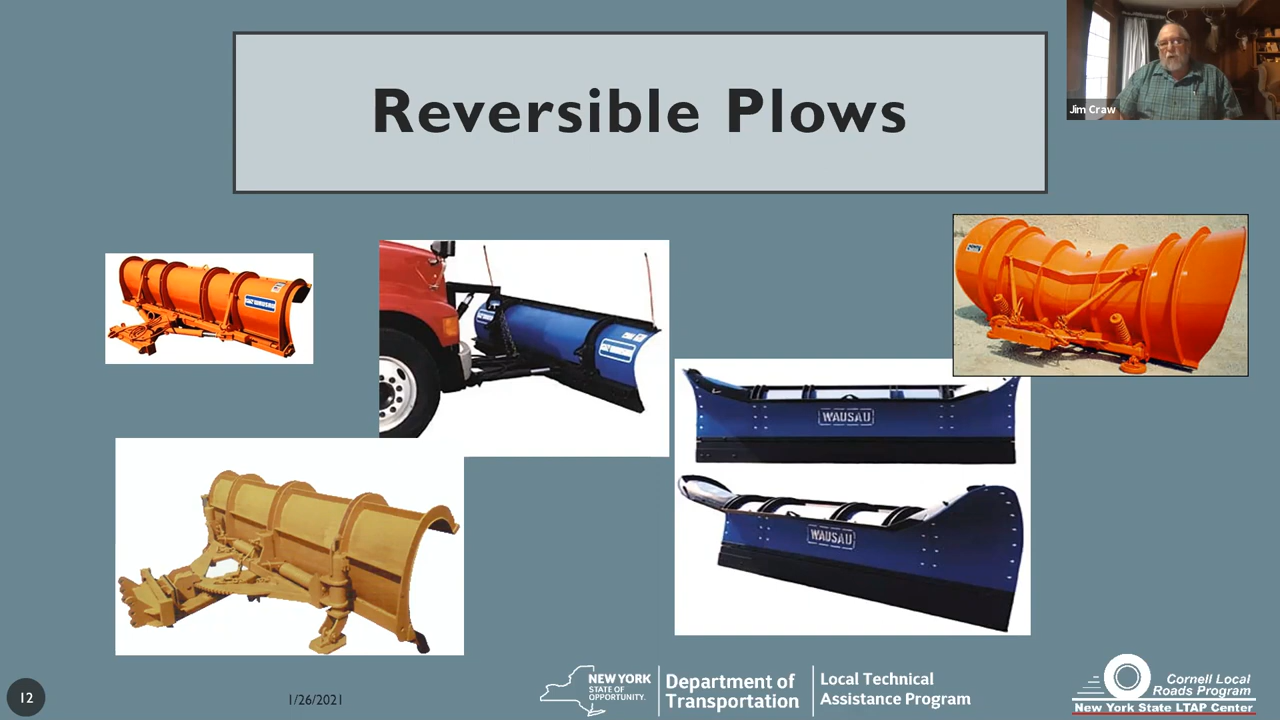 Reversible Plows
Jim Craw
WAUSAU
WAUSAU
12
1/26/2021
NEW YORK
STATE OF
OPPORTUNITY.
Department of
Transportation
Local Technical
Assistance Program
Cornell Local
Roads Program
New York State LTAP Center